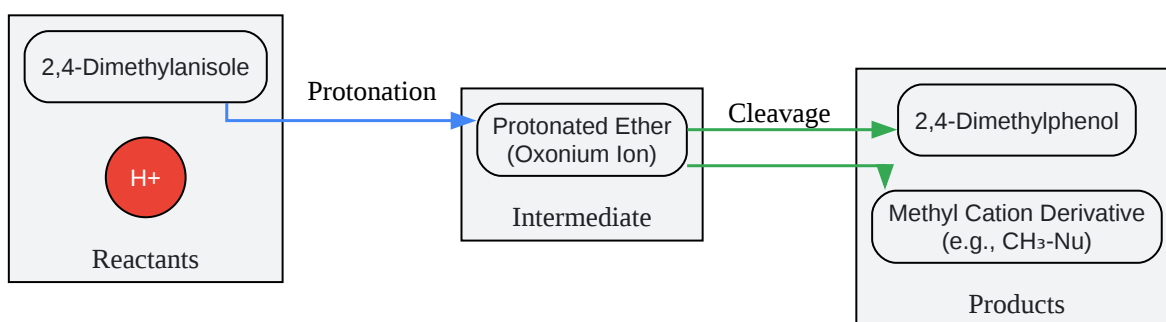 2,4-Dimethylanisole
H+
Reactants
Protonation
Protonated Ether
(Oxonium Ion)
Intermediate
Cleavage
2,4-Dimethylphenol
Methyl Cation Derivative
(e.g., CH₃-Nu)
Products